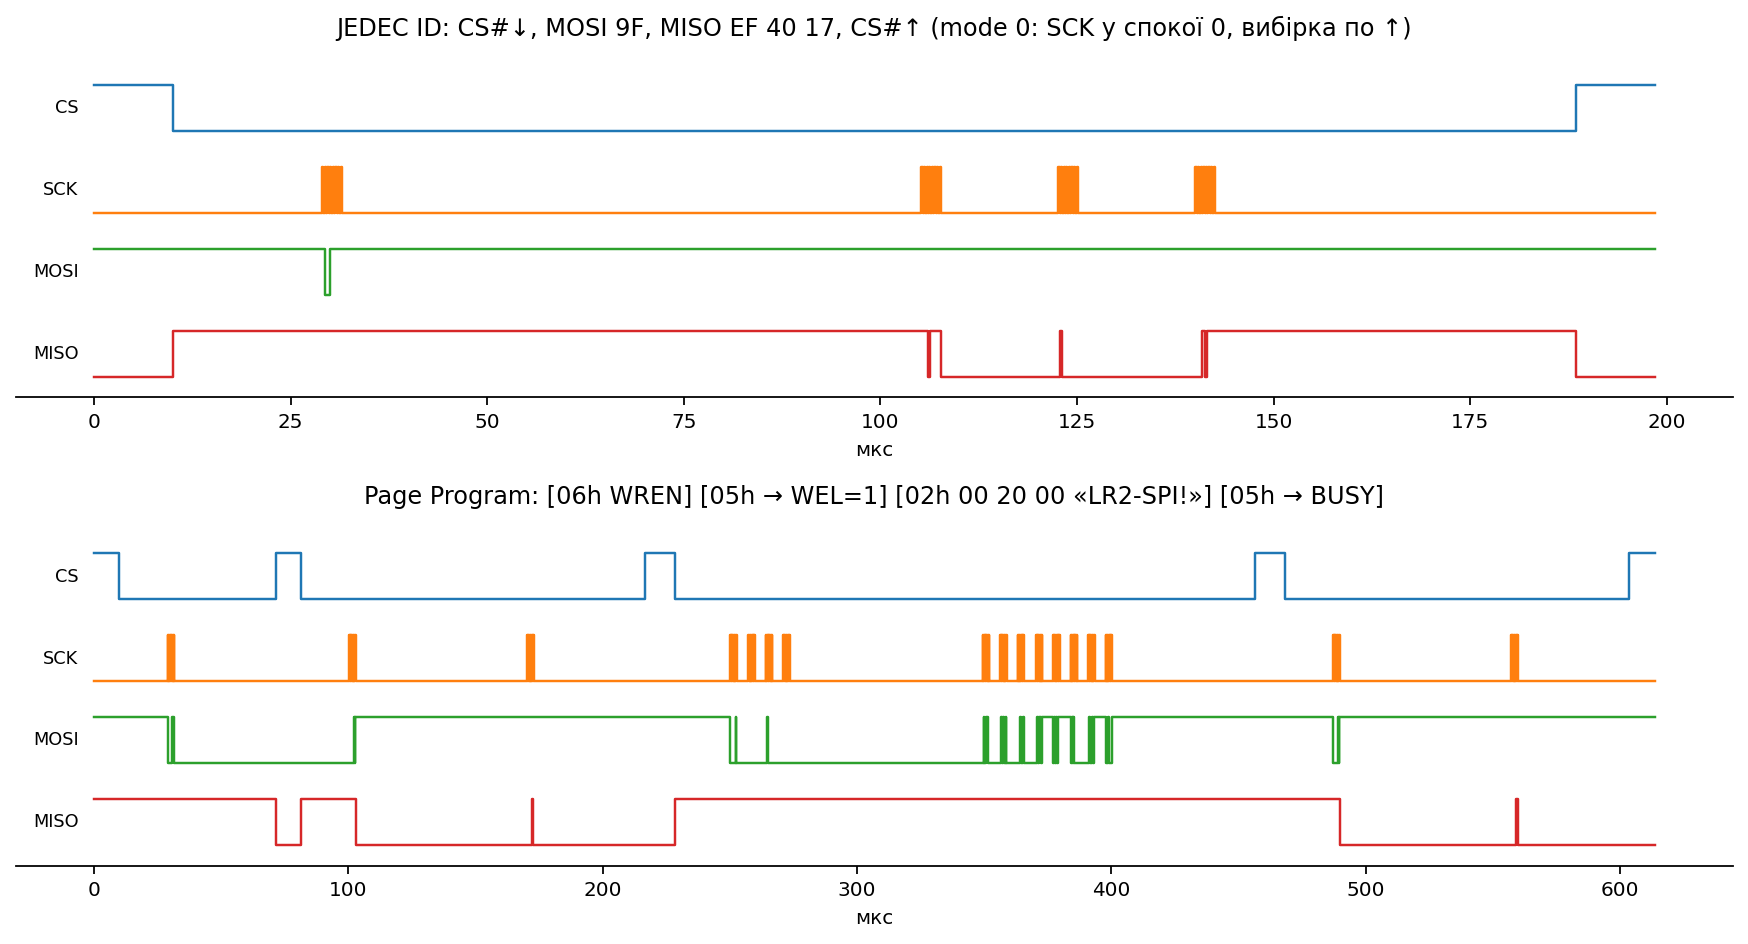 JEDEC ID: CS#↓, MOSI 9F, MISO EF 40 17, CS#↑ (mode 0: SCK у спокої 0, вибірка по ↑)
CS
SCK
MOSI
MISO
0 25 50 75 100 125 150 175 200
мкс
Page Program: [06h WREN] [05h → WEL=1] [02h 00 20 00 «LR2-SPI!»] [05h → BUSY]
CS
SCK
MOSI
MISO
0 100 200 300 400 500 600
мкс